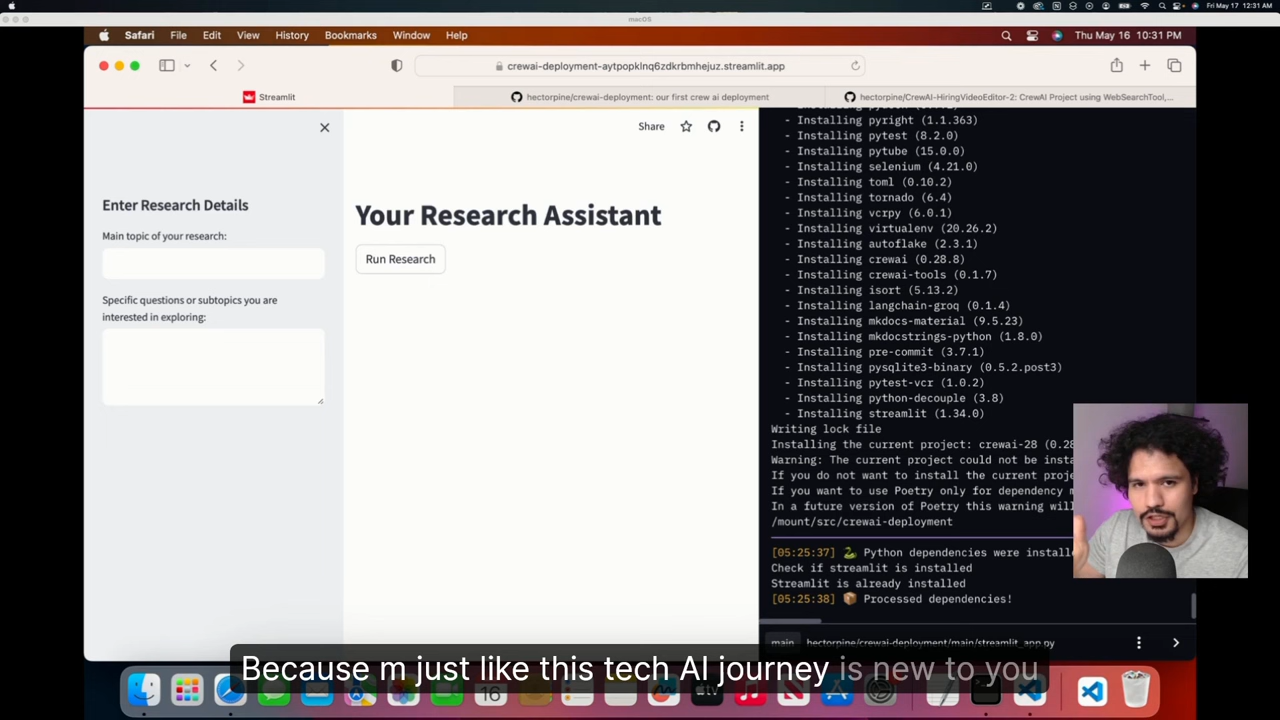 Fri May 17 12:31 AM
macOS
Safari File Edit View History Bookmarks Window Help
Thu May 16 10:31 PM
crewai-deployment-aytpopklnq6zdkrbmhejuz.streamlit.app
Streamlit
hectorpine/crewai-deployment: our first crew ai deployment
hectorpine/CrewAI-HiringVideoEditor-2: CrewAI Project using WebSearchTool,...
Share
Enter Research Details
Main topic of your research:
Specific questions or subtopics you are
interested in exploring:
Your Research Assistant
Run Research
- Installing pyright (1.1.363)
- Installing pytest (8.2.0)
- Installing pytube (15.0.0)
- Installing selenium (4.21.0)
- Installing toml (0.10.2)
- Installing tornado (6.4)
- Installing vcrpy (6.0.1)
- Installing virtualenv (20.26.2)
- Installing autoflake (2.3.1)
- Installing crewai (0.28.8)
- Installing crewai-tools (0.1.7)
- Installing isort (5.13.2)
- Installing langchain-groq (0.1.4)
- Installing mkdocs-material (9.5.23)
- Installing mkdocstrings-python (1.8.0)
- Installing pre-commit (3.7.1)
- Installing pysqlite3-binary (0.5.2.post3)
- Installing pytest-vcr (1.0.2)
- Installing python-decouple (3.8)
- Installing streamlit (1.34.0)
Writing lock file
Installing the current project: crewai-28 (0.28
Warning: The current project could not be insta
If you do not want to install the current proje
If you want to use Poetry only for dependency m
In a future version of Poetry this warning will
/mount/src/crewai-deployment
[05:25:37] 🐍 Python dependencies were installe
Check if streamlit is installed
Streamlit is already installed
[05:25:38] 📦 Processed dependencies!
main hectorpine/crewai-deployment/main/streamlit_app.py
Because m just like this tech AI journey is new to you
16
tv